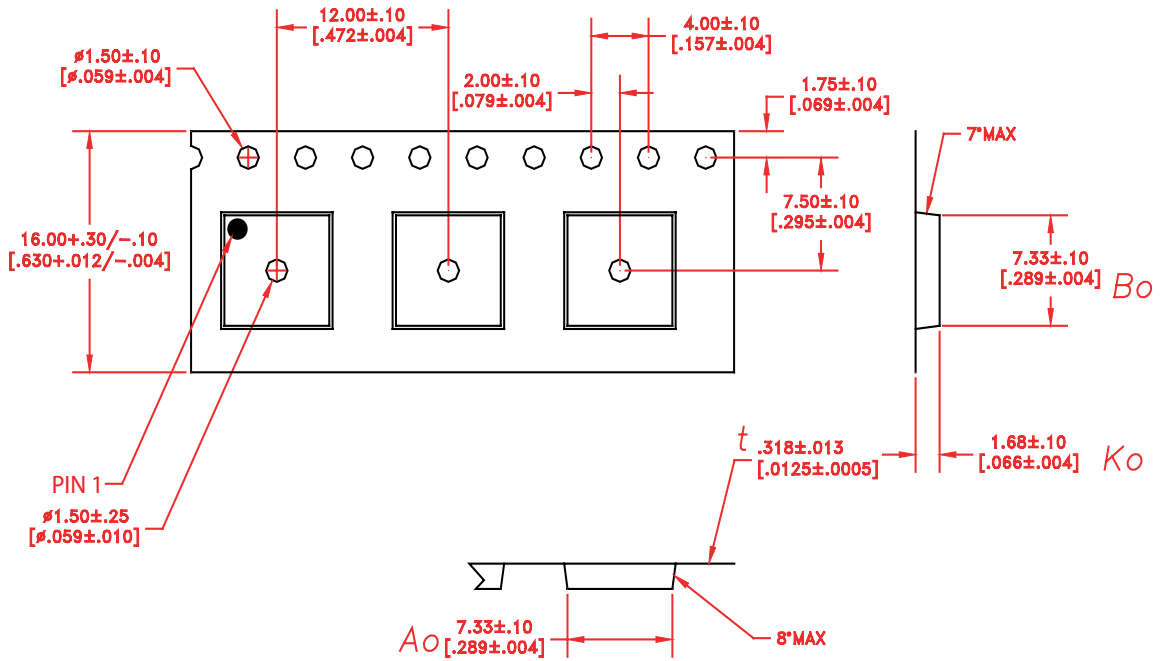 12.00±.10
[.472±.004]
4.00±.10
[.157±.004]
ø1.50±.10
[ø.059±.004]
2.00±.10
[.079±.004]
1.75±.10
[.069±.004]
7°MAX
7.50±.10
[.295±.004]
16.00+.30/−.10
[.630+.012/−.004]
7.33±.10
[.289±.004]
Bo
t
.318±.013
[.0125±.0005]
1.68±.10
[.066±.004]
Ko
PIN 1
ø1.50±.25
[ø.059±.010]
Ao
7.33±.10
[.289±.004]
8°MAX